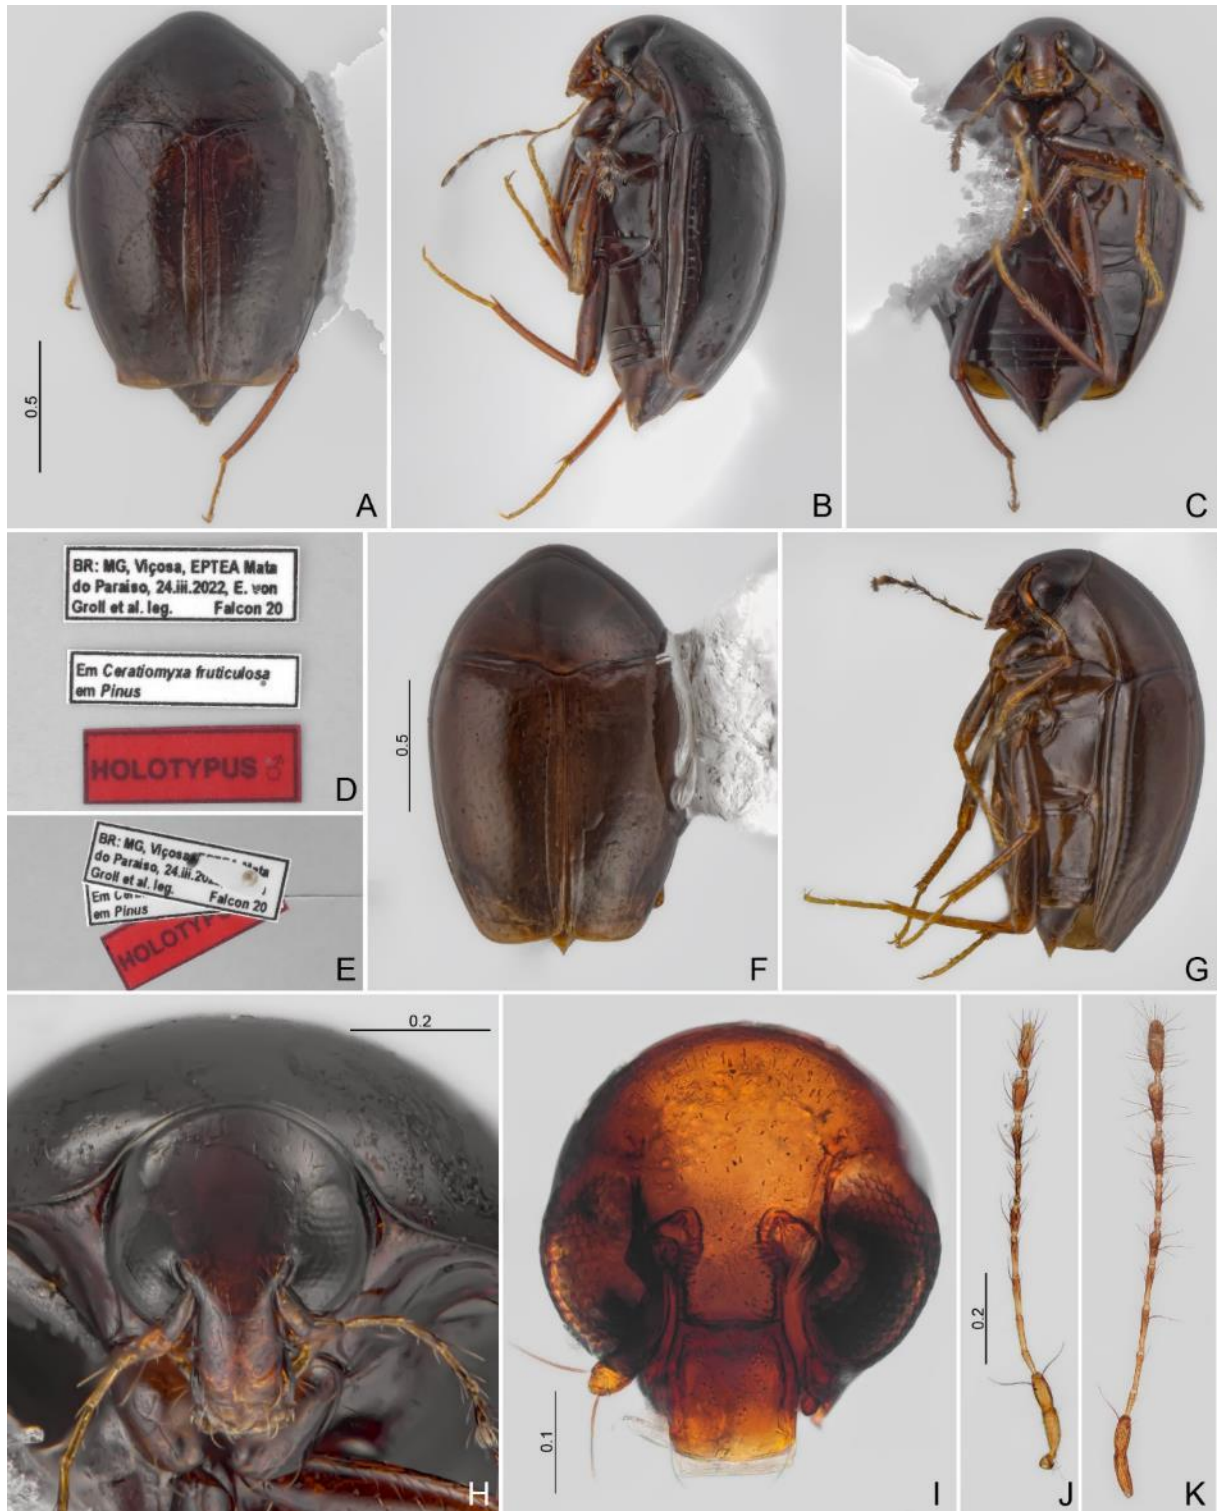 A
B
C
0.5
BR: MG, Viçosa, EPTEA Mata
do Paraiso, 24.iii.2022, E. von
Groll et al. leg. Falcon 20
Em Ceratiomyxa fruticulosa
em Pinus
HOLOTYPUS ♂
D
BR: MG, Viçosa, Mata
do Paraiso, 24.iii.
Groll et al. leg. Falcon 20
Em
em Pinus
HOLOTYPUS
E
0.5
F
G
0.2
H
0.1
I
0.2
J
K